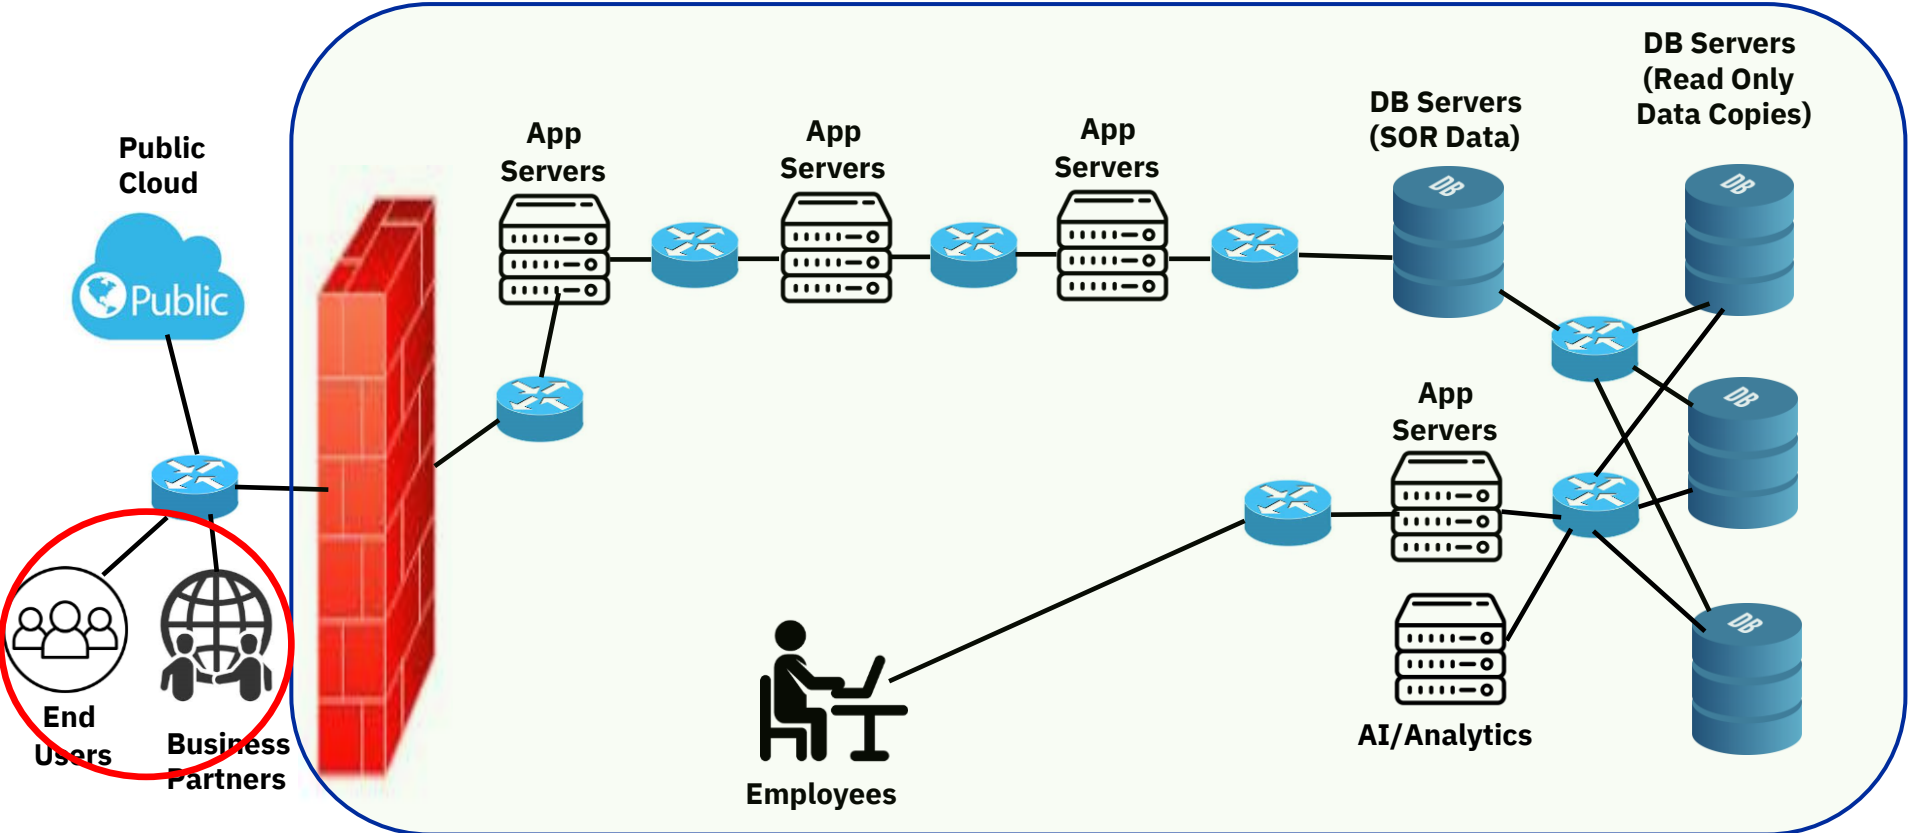 Public
Cloud
Public
End
Users
Business
Partners
App
Servers
App
Servers
App
Servers
DB Servers
(SOR Data)
DB
DB Servers
(Read Only
Data Copies)
DB
DB
DB
App
Servers
AI/Analytics
Employees